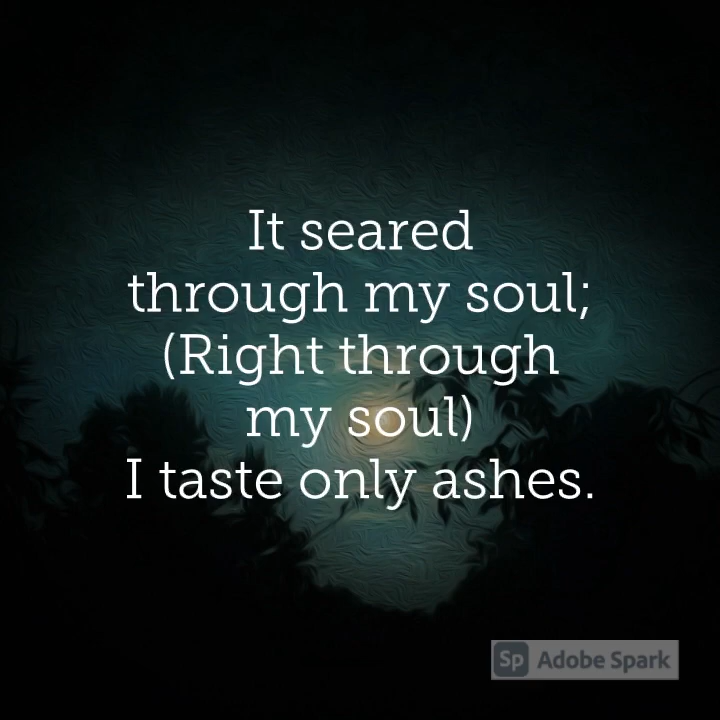 It seared
through my soul;
(Right through
my soul)
I taste only ashes.
Sp Adobe Spark